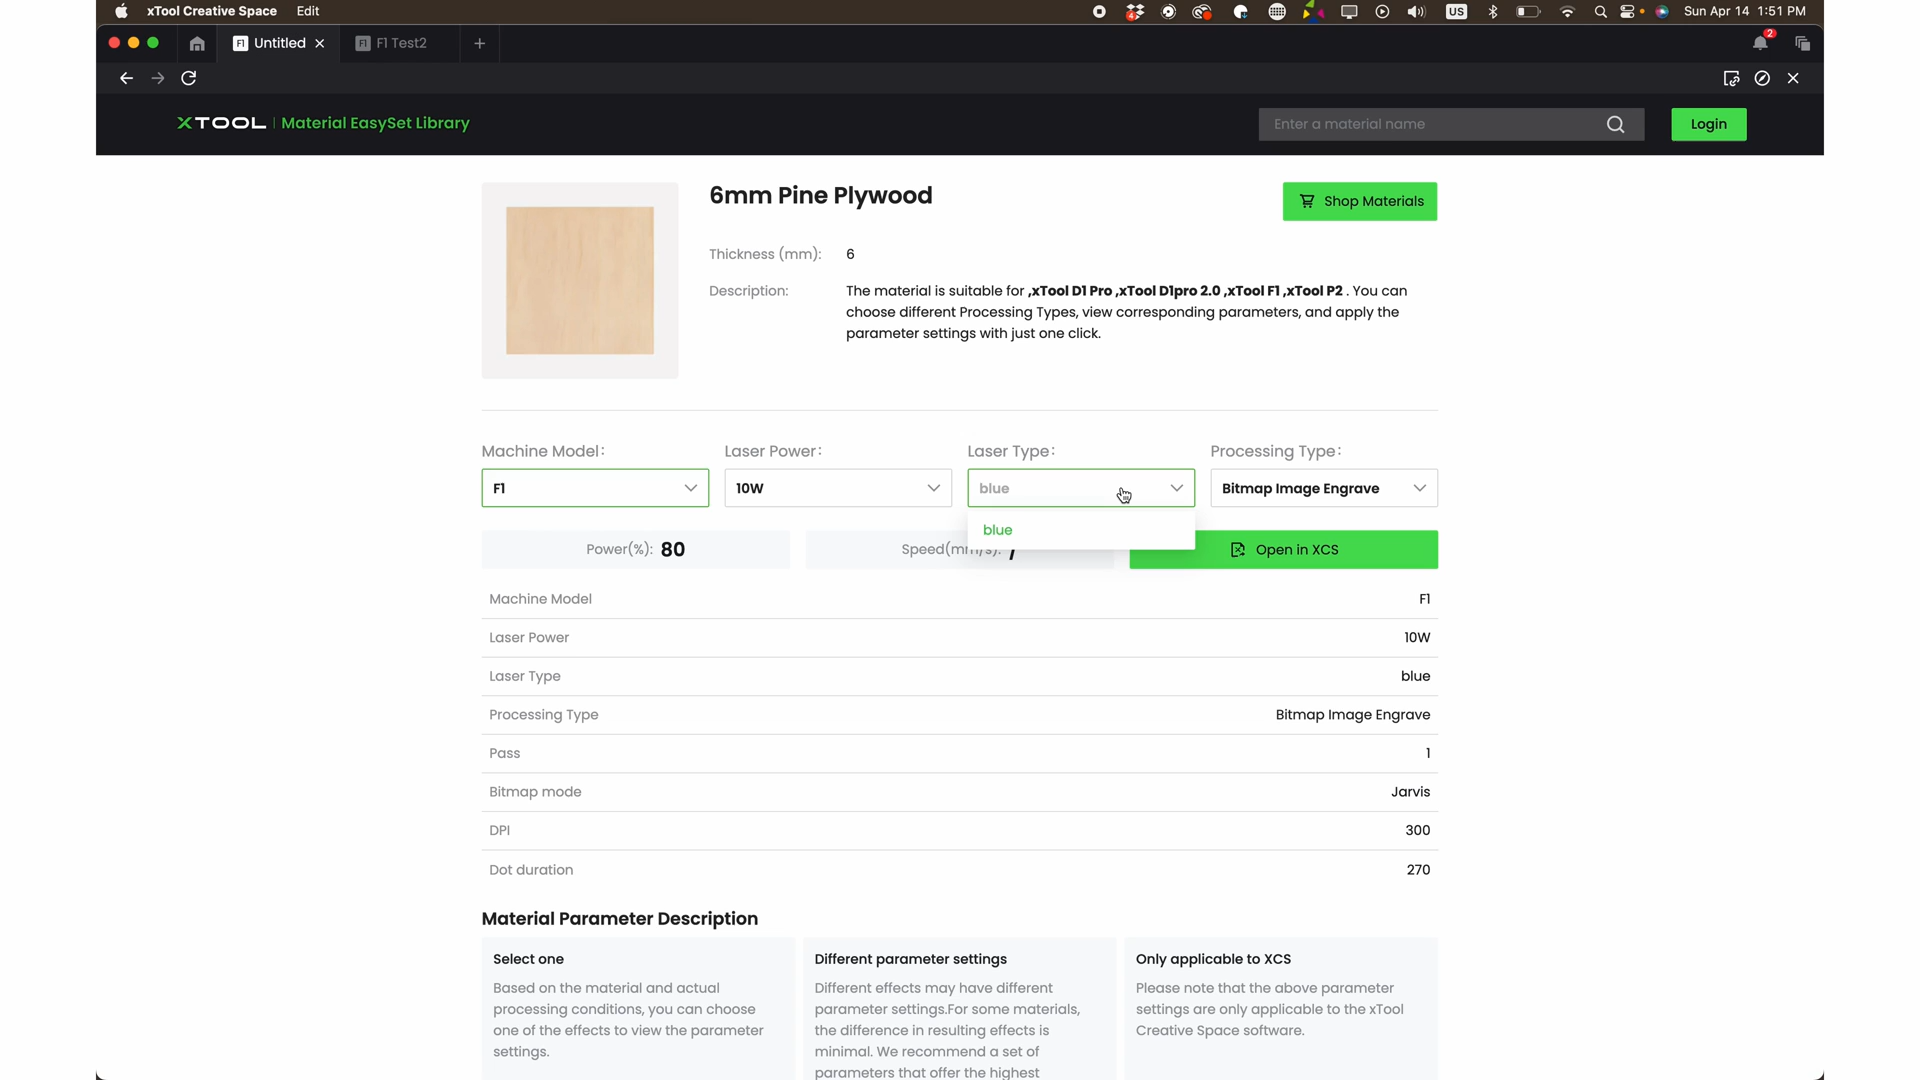 xTool Creative Space Edit
4
US
Sun Apr 14 1:51 PM
F1 Untitled
F1 F1 Test2
2
XTOOL | Material EasySet Library
Enter a material name
Login
6mm Pine Plywood
Shop Materials
Thickness (mm): 6
Description: The material is suitable for ,xTool D1 Pro ,xTool D1pro 2.0 ,xTool F1 ,xTool P2 . You can
choose different Processing Types, view corresponding parameters, and apply the
parameter settings with just one click.
Machine Model: Laser Power: Laser Type: Processing Type:
F1 10W blue Bitmap Image Engrave
blue
Power(%): 80 Speed(mm/s): / Open in XCS
Machine Model F1
Laser Power 10W
Laser Type blue
Processing Type Bitmap Image Engrave
Pass 1
Bitmap mode Jarvis
DPI 300
Dot duration 270
Material Parameter Description
Select one
Based on the material and actual
processing conditions, you can choose
one of the effects to view the parameter
settings.
Different parameter settings
Different effects may have different
parameter settings.For some materials,
the difference in resulting effects is
minimal. We recommend a set of
parameters that offer the highest
Only applicable to XCS
Please note that the above parameter
settings are only applicable to the xTool
Creative Space software.